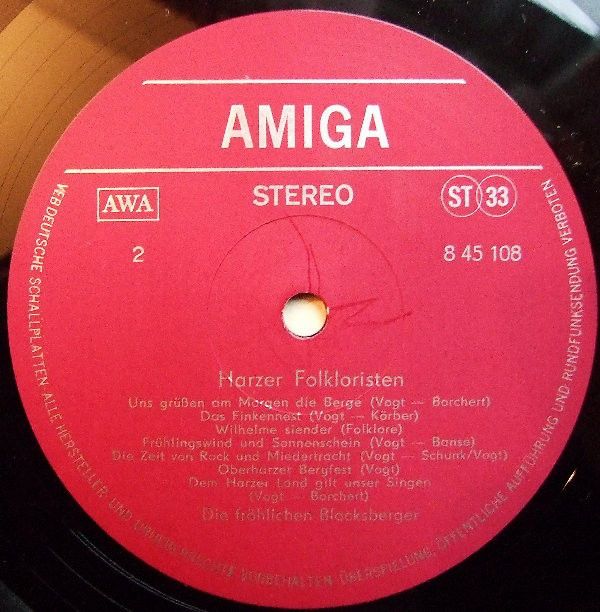 AMIGA
AWA
STEREO
ST 33
2
8 45 108
Harzer Folkloristen
Uns grüßen am Morgen die Berge (Vogt — Borchert)
Das Finkennest (Vogt — Körber)
Wilhelme siender (Folklore)
Frühlingswind und Sonnenschein (Vogt — Banse)
Die Zeit von Rock und Miedertracht (Vogt — Schunk/Vogt)
Oberharzer Bergfest (Vogt)
Dem Harzer Land gilt unser Singen
(Vogt — Borchert)
Die fröhlichen Blocksberger
VEB DEUTSCHE SCHALLPLATTEN ALLE HERSTELLER- UND URHEBERRECHTE VORBEHALTEN ÜBERSPIELUNG, ÖFFENTLICHE AUFFÜHRUNG UND RUNDFUNKSENDUNG VERBOTEN